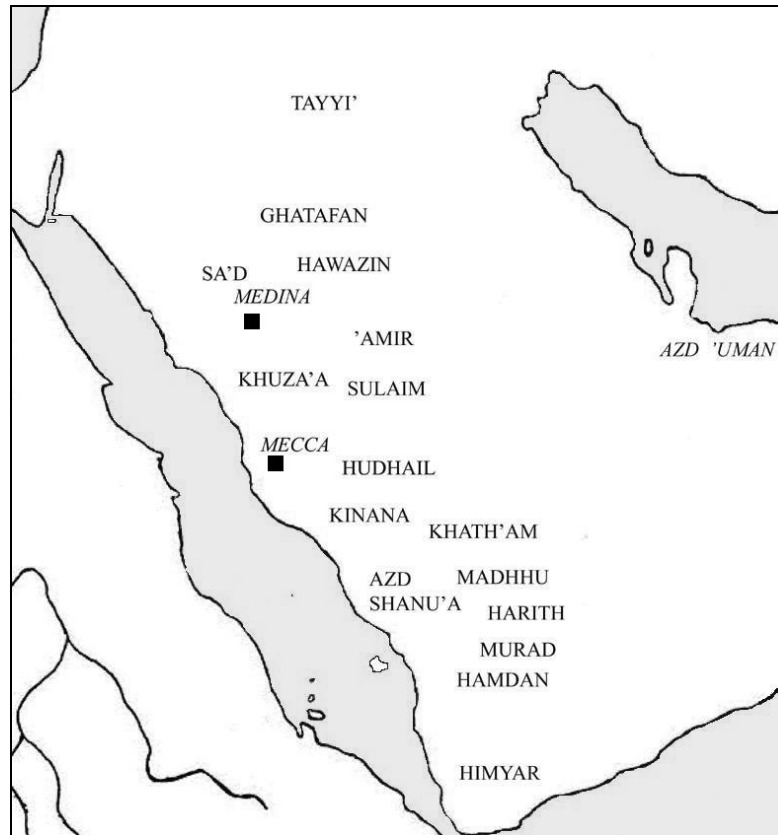 TAYYI’
GHATAFAN
HAWAZIN
SA’D
MEDINA
’AMIR
AZD ’UMAN
KHUZA’A
SULAIM
MECCA
HUDHAIL
KINANA
KHATH’AM
AZD
SHANU’A
MADHHU
HARITH
MURAD
HAMDAN
HIMYAR